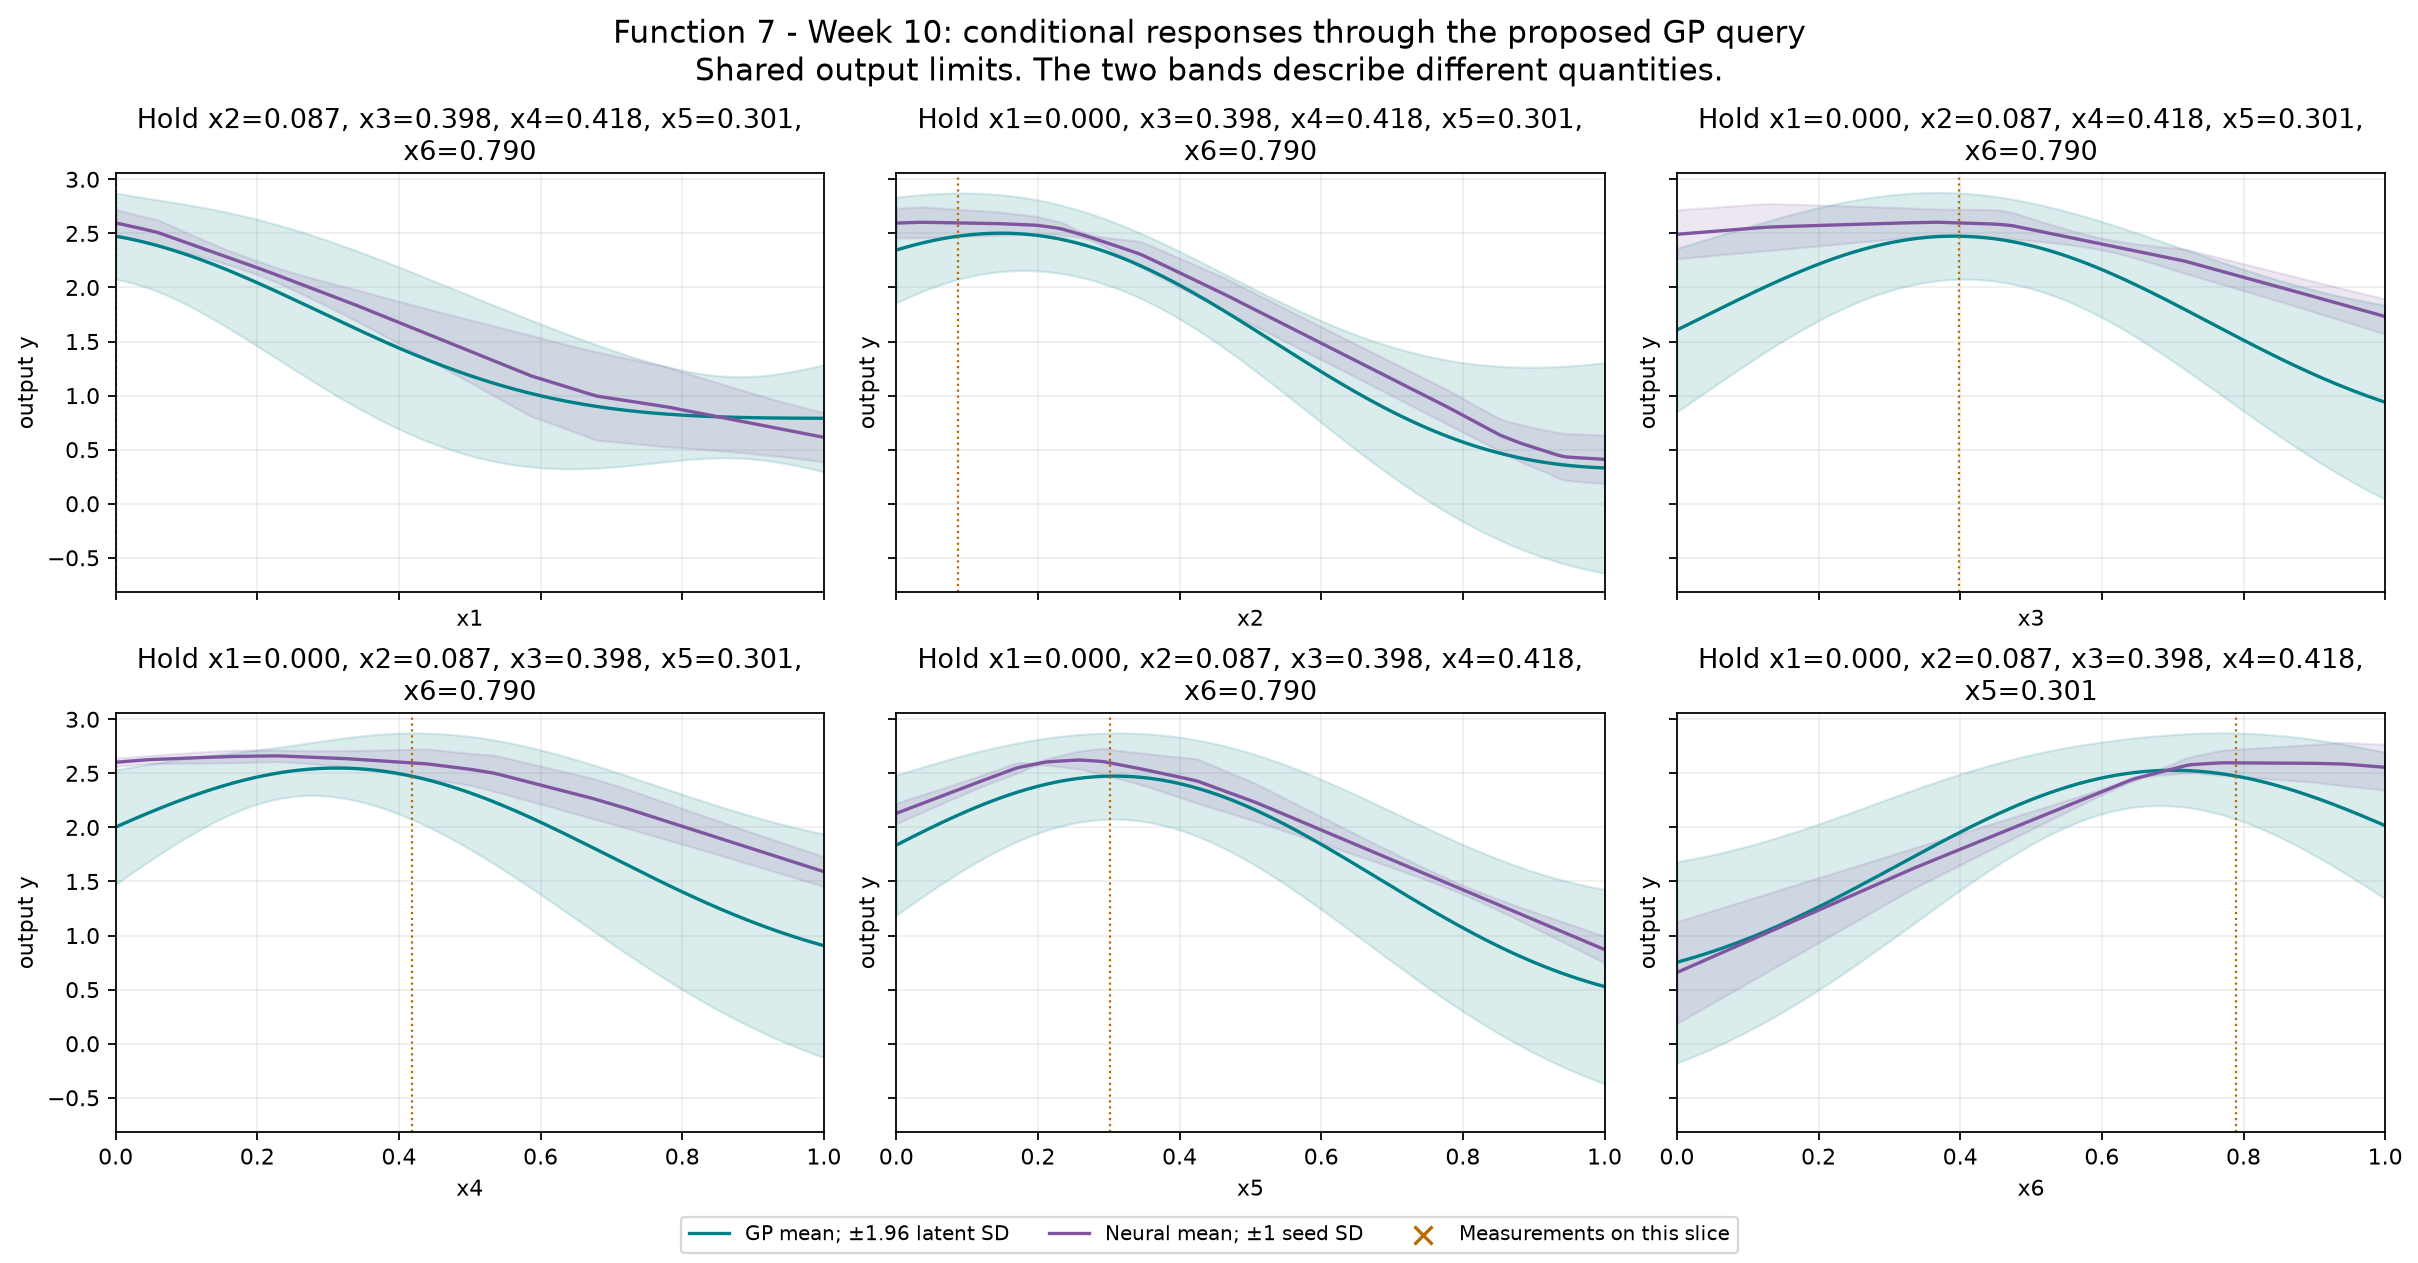 Function 7 - Week 10: conditional responses through the proposed GP query
Shared output limits. The two bands describe different quantities.
Hold x2=0.087, x3=0.398, x4=0.418, x5=0.301,
x6=0.790
Hold x1=0.000, x3=0.398, x4=0.418, x5=0.301,
x6=0.790
Hold x1=0.000, x2=0.087, x4=0.418, x5=0.301,
x6=0.790
3.0
2.5
2.0
1.5
1.0
0.5
0.0
−0.5
output y
output y
output y
x1
x2
x3
Hold x1=0.000, x2=0.087, x3=0.398, x5=0.301,
x6=0.790
Hold x1=0.000, x2=0.087, x3=0.398, x4=0.418,
x6=0.790
Hold x1=0.000, x2=0.087, x3=0.398, x4=0.418,
x5=0.301
3.0
2.5
2.0
1.5
1.0
0.5
0.0
−0.5
output y
output y
output y
0.0 0.2 0.4 0.6 0.8 1.0
0.0 0.2 0.4 0.6 0.8 1.0
0.0 0.2 0.4 0.6 0.8 1.0
x4
x5
x6
GP mean; ±1.96 latent SD
Neural mean; ±1 seed SD
Measurements on this slice